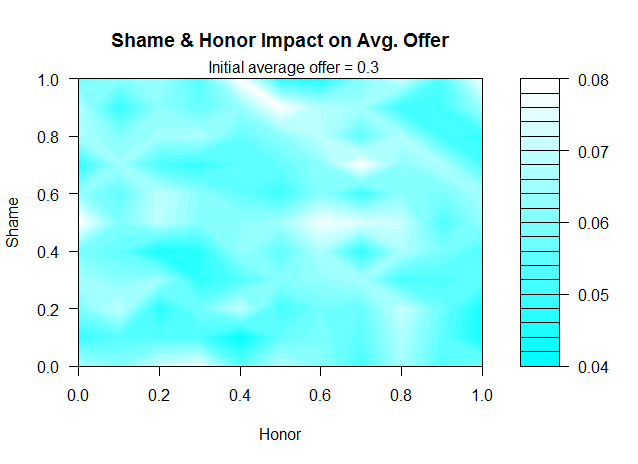 Shame & Honor Impact on Avg. Offer
Initial average offer = 0.3
1.0
0.8
0.6
0.4
0.2
0.0
Shame
0.0 0.2 0.4 0.6 0.8 1.0
Honor
0.08
0.07
0.06
0.05
0.04